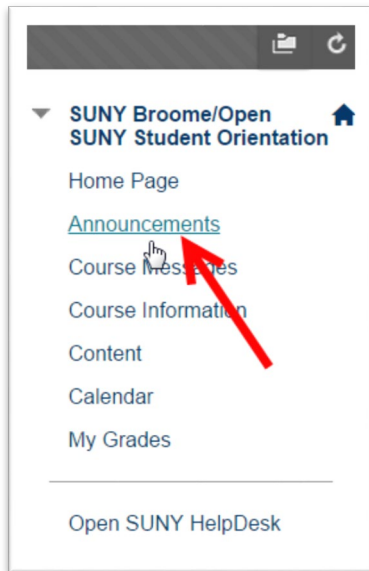 SUNY Broome/Open
SUNY Student Orientation
Home Page
Announcements
Course Messages
Course Information
Content
Calendar
My Grades
Open SUNY HelpDesk